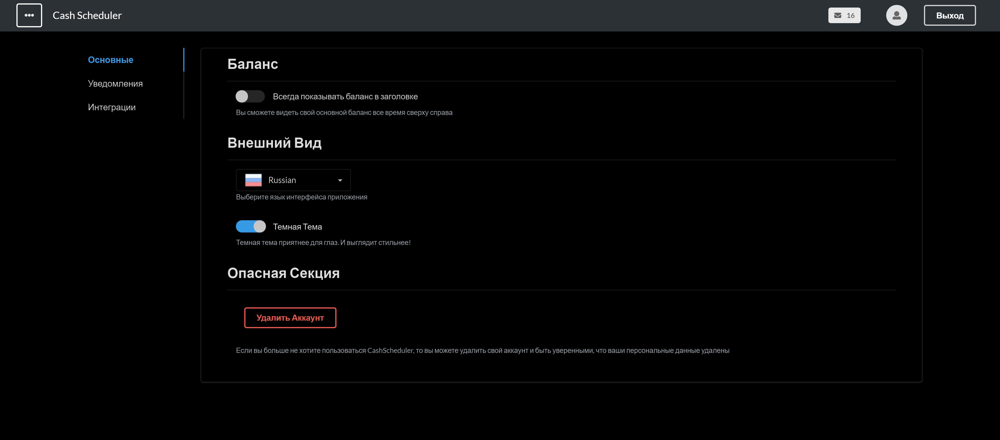 Cash Scheduler
16
Выход
Основные
Уведомления
Интеграции
Баланс
Всегда показывать баланс в заголовке
Вы сможете видеть свой основной баланс все время сверху справа
Внешний Вид
Russian
Выберите язык интерфейса приложения
Темная Тема
Темная тема приятнее для глаз. И выглядит стильнее!
Опасная Секция
Удалить Аккаунт
Если вы больше не хотите пользоваться CashScheduler, то вы можете удалить свой аккаунт и быть уверенными, что ваши персональные данные удалены